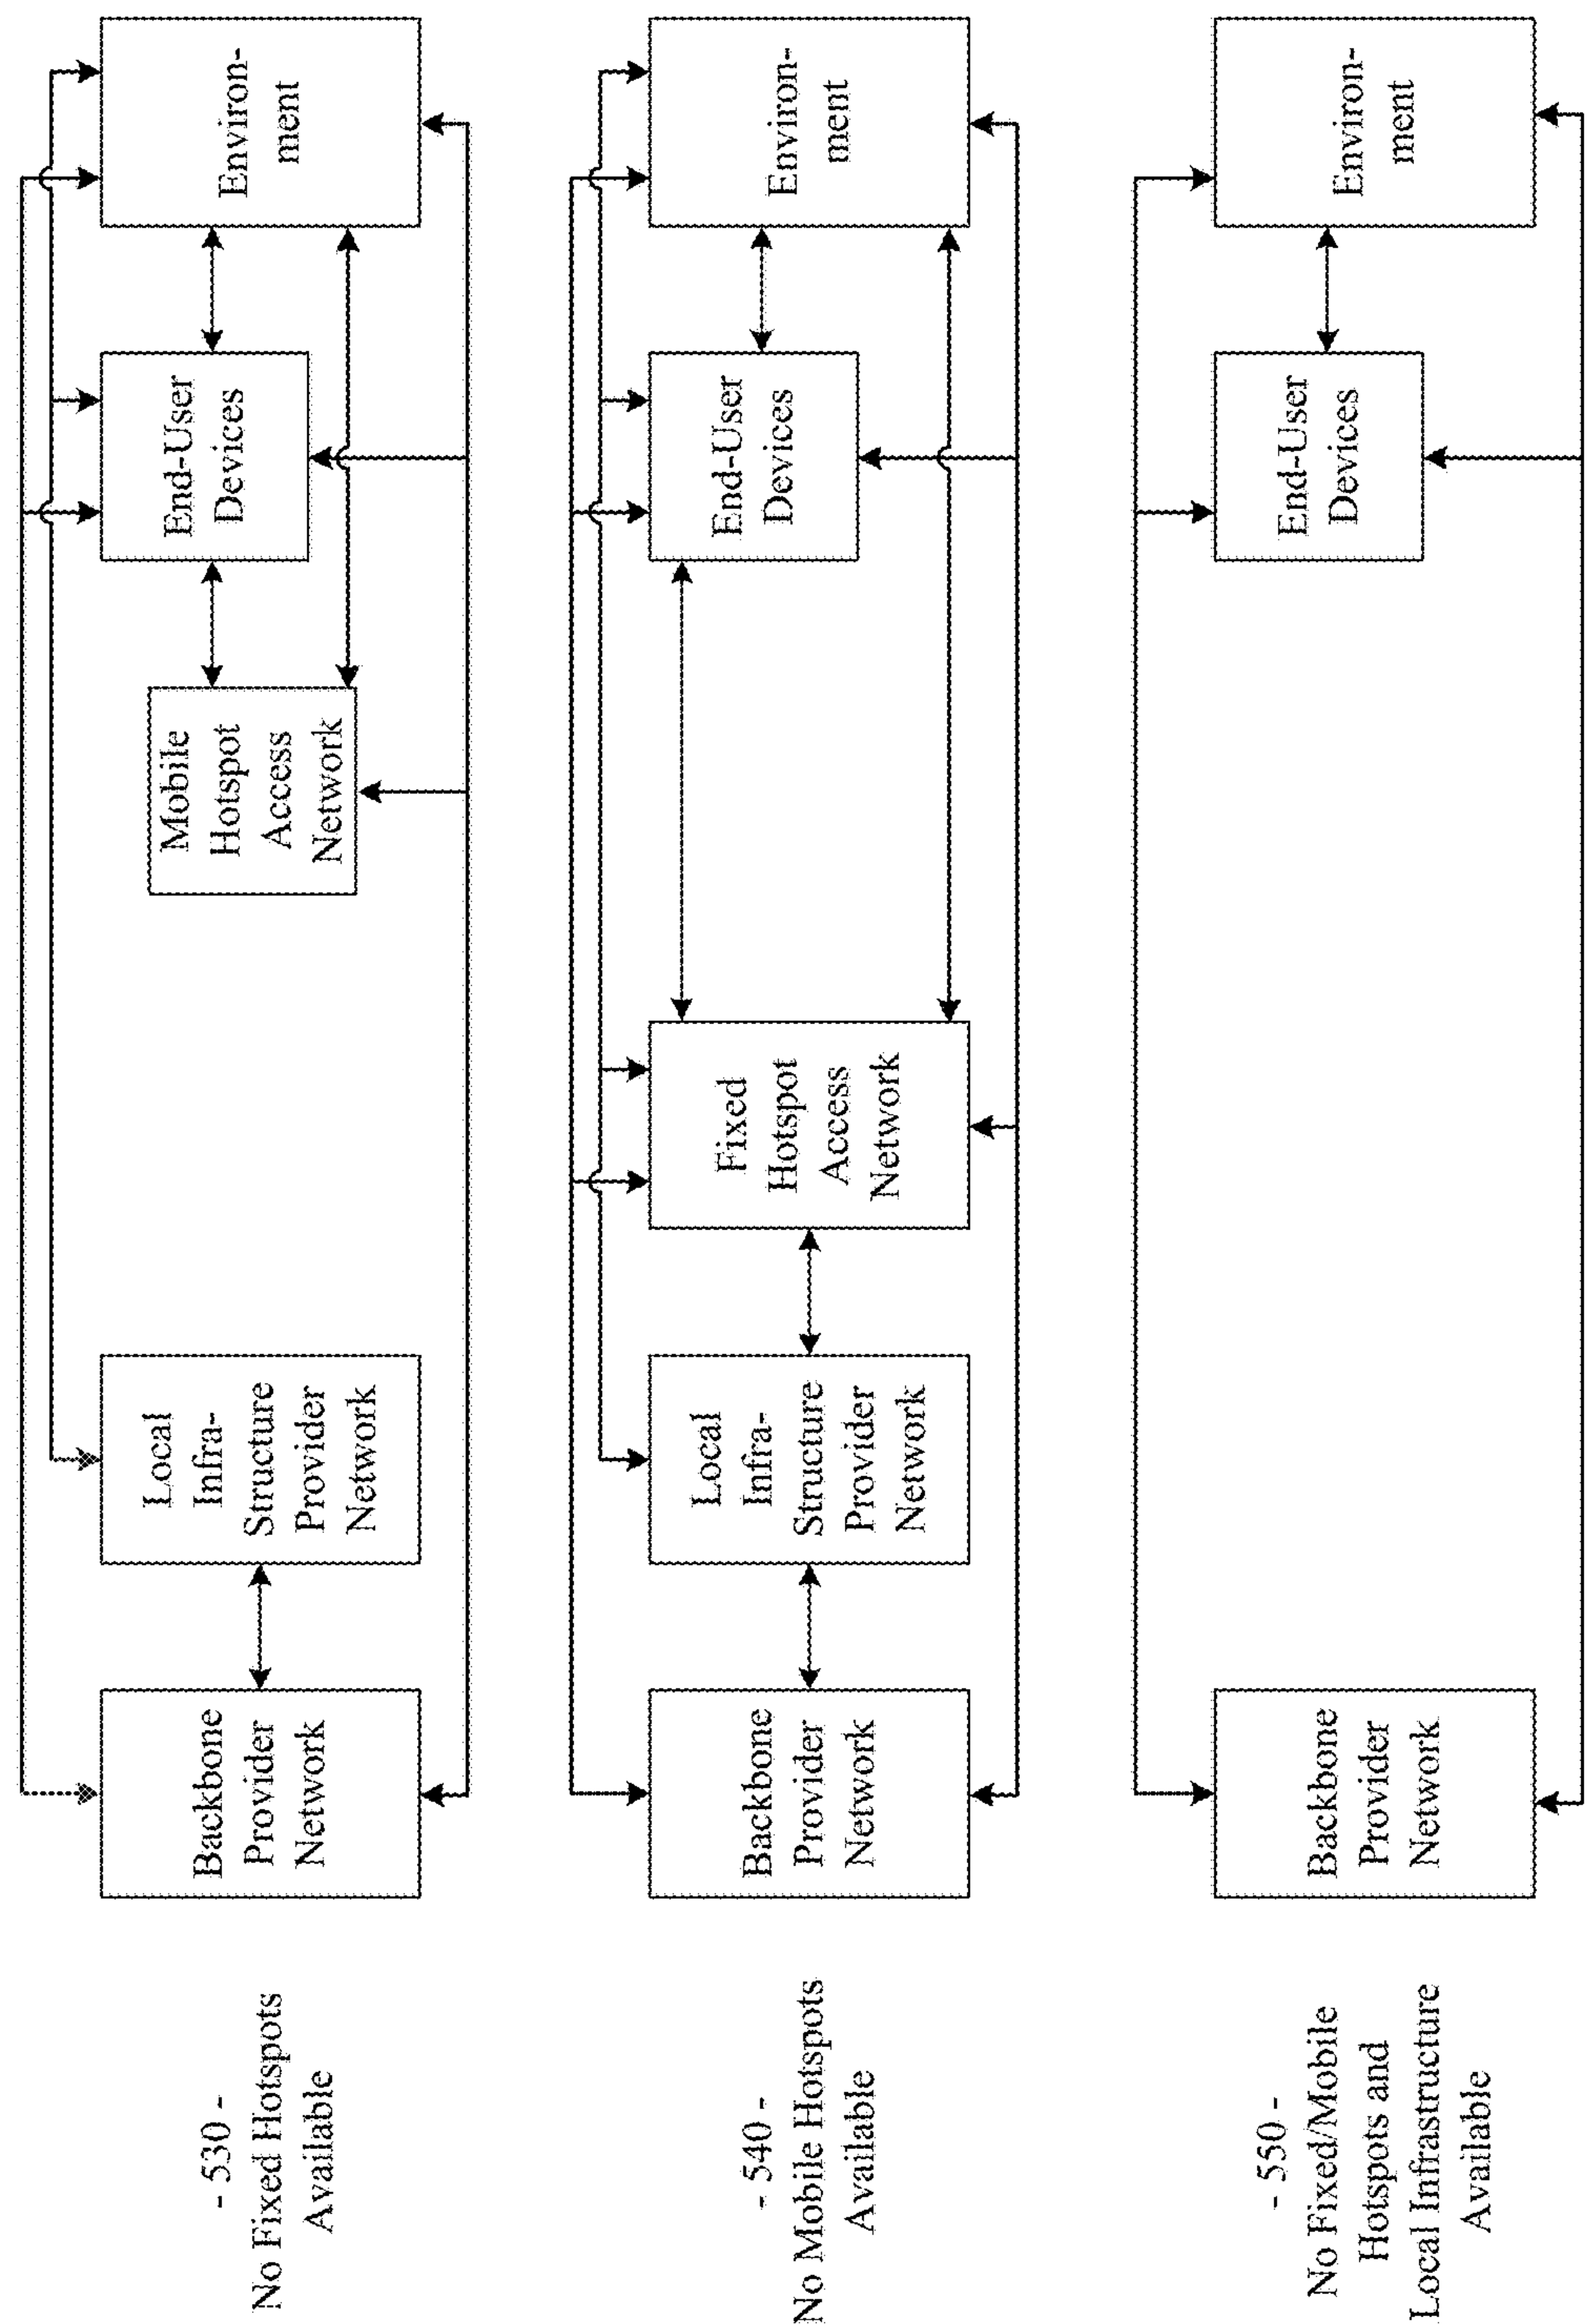 - 530 -
No Fixed Hotspots
Available
Backbone
Provider
Network
Local
Infra-
Structure
Provider
Network
Mobile
Hotspot
Access
Network
End-User
Devices
Environ-
ment
- 540 -
No Mobile Hotspots
Available
Backbone
Provider
Network
Local
Infra-
Structure
Provider
Network
Fixed
Hotspot
Access
Network
End-User
Devices
Environ-
ment
- 550 -
No Fixed/Mobile
Hotspots and
Local Infrastructure
Available
Backbone
Provider
Network
End-User
Devices
Environ-
ment